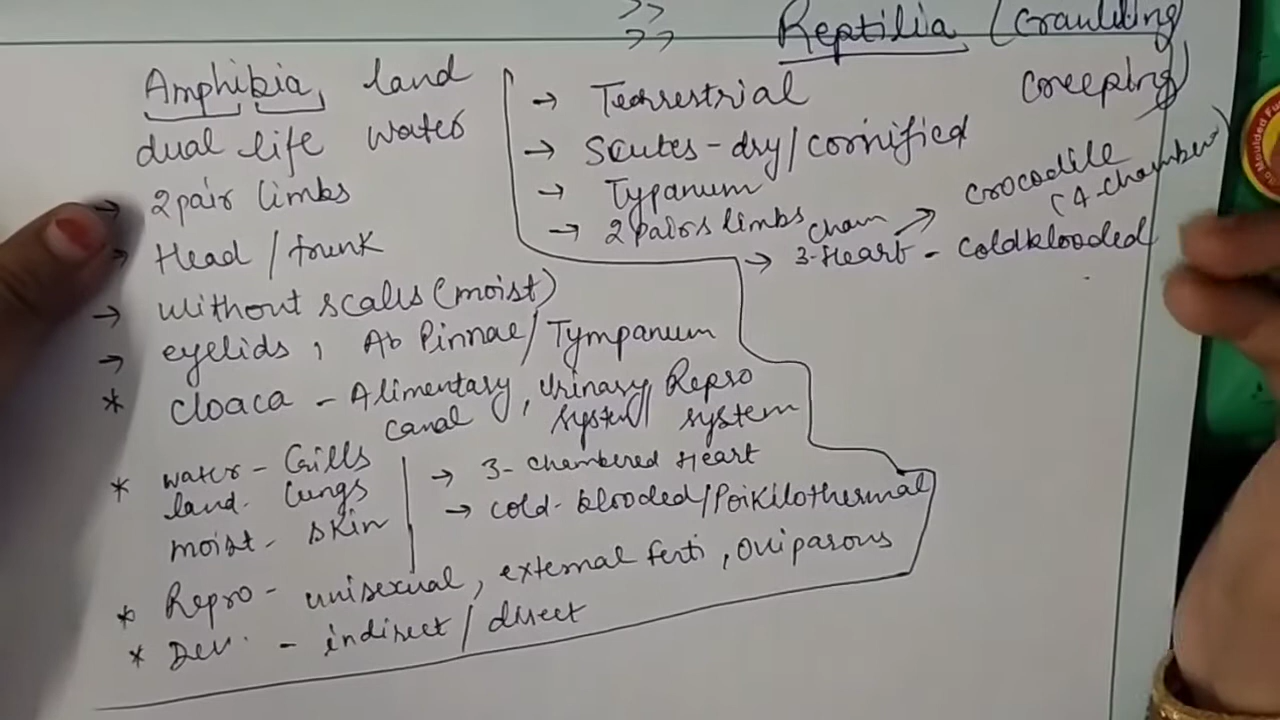 Amphibia, land
dual life water
→ 2 pair limbs
→ Head / trunk
→ without scales (moist)
→ eyelids, Ab Pinnae / Tympanum
* Cloaca - Alimentary canal, Urinary system, Repro system
* water - Gills
land - Lungs
moist - skin
→ 3-chambered Heart
→ cold-blooded/Poikilothermal
* Repro - unisexual, external ferti, oviparous
* Dev. - indirect / direct
>> Reptilia (Crawling
>> creeping)
→ Terrestrial
→ Scutes - dry/cornified
→ Typanum
→ 2 pairs limbs
→ 3-cham Heart - Coldblooded
→ Crocodile
(4-chamber)